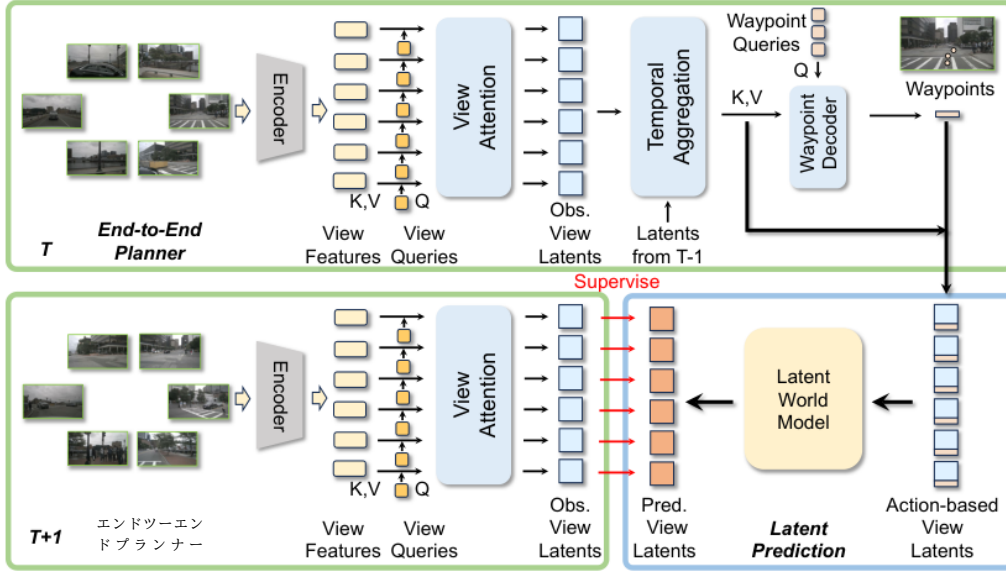 Encoder
View
Attention
Temporal
Aggregation
Waypoint
Queries
Q
K,V
Waypoint
Decoder
Waypoints
K,V
Q
T
End-to-End
Planner
View
Features
View
Queries
Obs.
View
Latents
Latents
from T-1
Supervise
Encoder
View
Attention
Latent
World
Model
K,V
Q
T+1
エンドツーエン
ドプランナー
View
Features
View
Queries
Obs.
View
Latents
Pred.
View
Latents
Latent
Prediction
Action-based
View
Latents